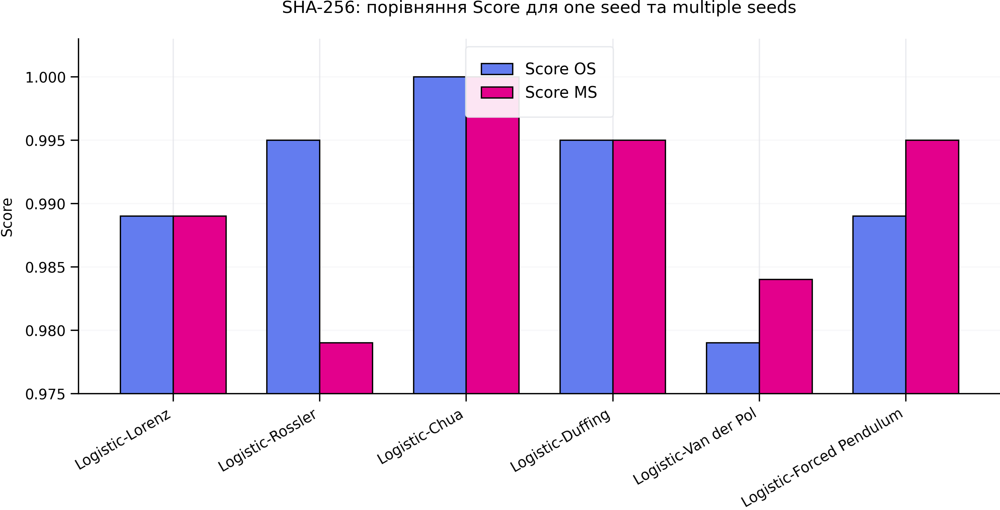 SHA-256: порівняння Score для one seed та multiple seeds
Score OS
Score MS
Score
1.000
0.995
0.990
0.985
0.980
0.975
Logistic-Lorenz
Logistic-Rossler
Logistic-Chua
Logistic-Duffing
Logistic-Van der Pol
Logistic-Forced Pendulum